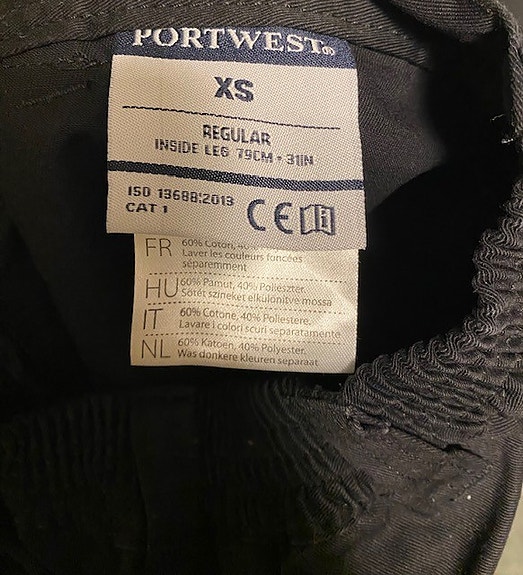 PORTWEST®
XS
REGULAR
INSIDE LEG 79CM • 31IN
ISO 13688:2013
CAT 1
CE
FR 60% Coton, 40%
Laver les couleurs foncées
séparemment
HU 60% Pamut, 40% Poliészter.
Sötét színeket elkülönítve mossa
IT 60% Cotone, 40% Poliestere.
Lavare i colori scuri separatamente
NL 60% Katoen, 40% Polyester.
Was donkere kleuren separaat